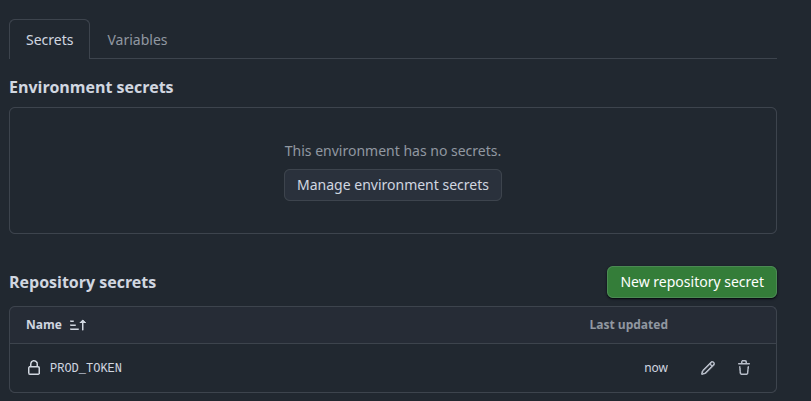 Secrets Variables
Environment secrets
This environment has no secrets.
Manage environment secrets
Repository secrets New repository secret
Name Last updated
PROD_TOKEN now